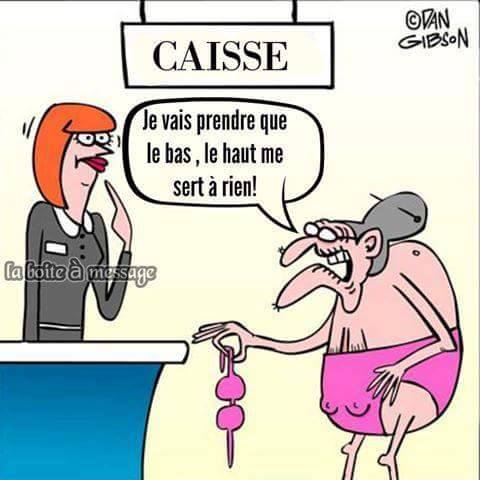 ©DAN
GIBSON
CAISSE
Je vais prendre que
le bas , le haut me
sert à rien!
la boîte à message